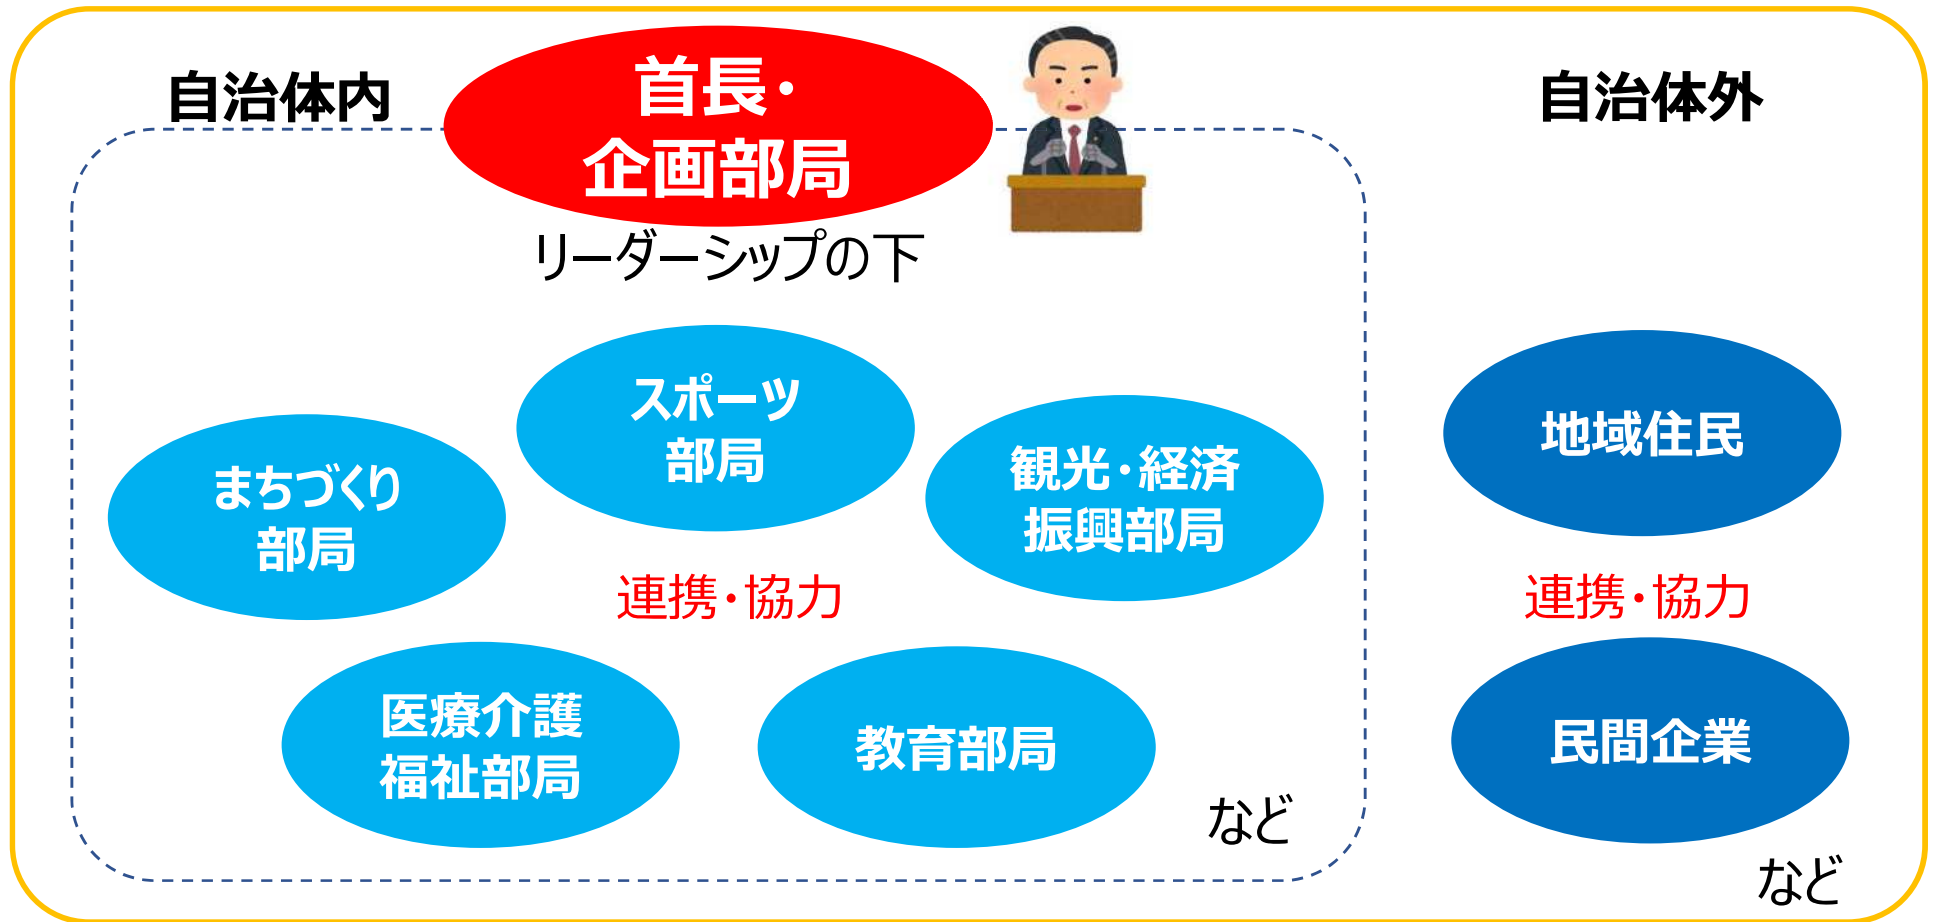 自治体内
首長・
企画部局
自治体外
リーダーシップの下
スポーツ
部局
まちづくり
部局
観光・経済
振興部局
地域住民
連携・協力
連携・協力
医療介護
福祉部局
教育部局
民間企業
など
など